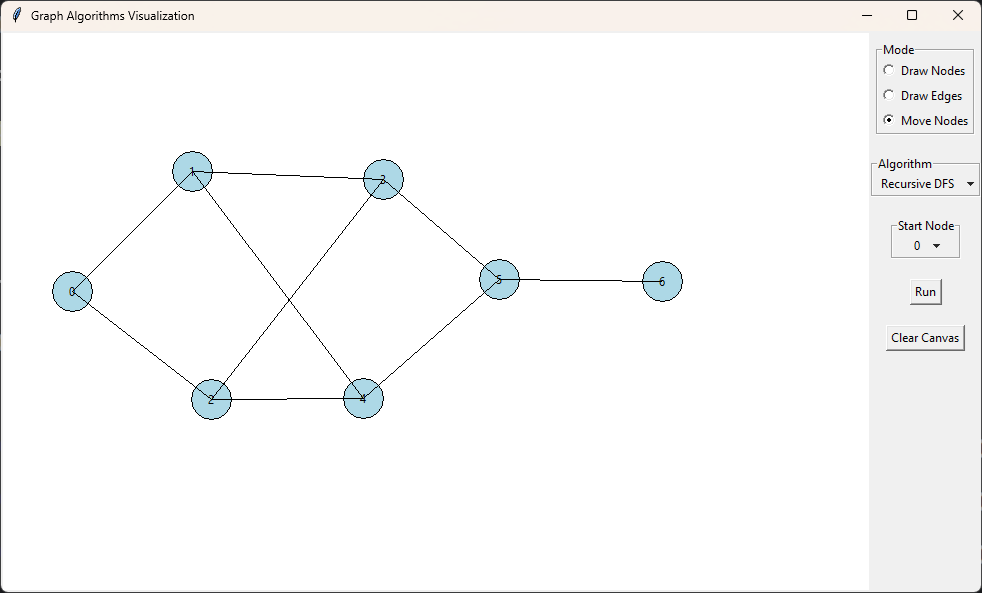 Graph Algorithms Visualization
Mode
Draw Nodes
Draw Edges
Move Nodes
Algorithm
Recursive DFS
Start Node
0
Run
Clear Canvas
1
3
0
5
6
2
4